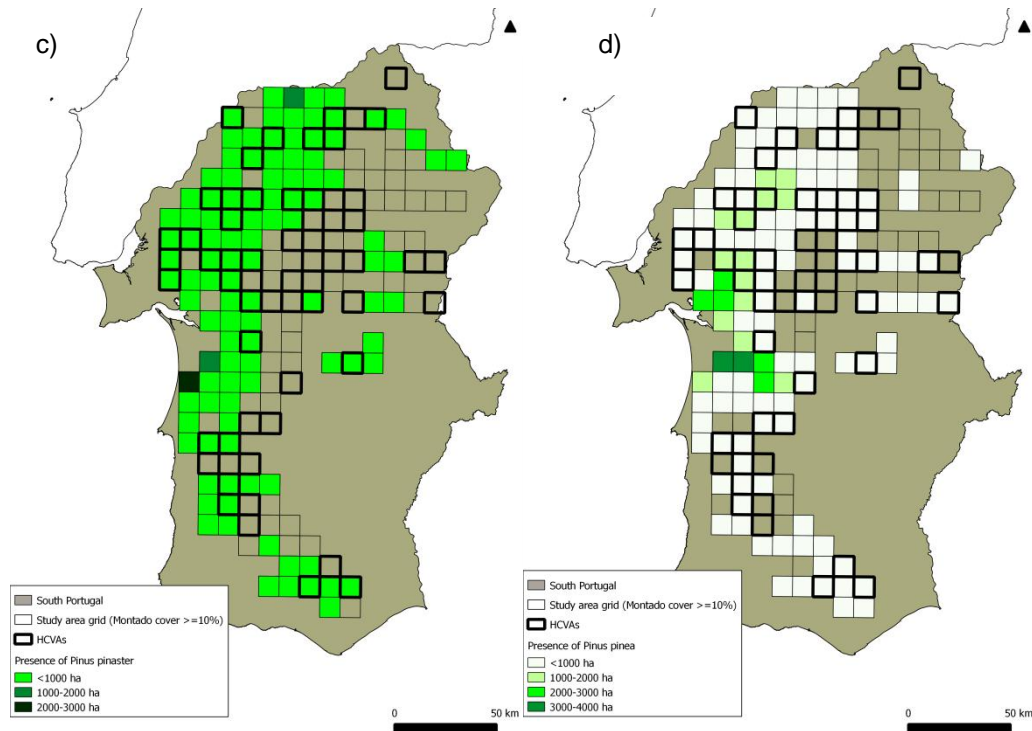 c)
South Portugal
Study area grid (Montado cover >=10%)
HCVAs
Presence of Pinus pinaster
<1000 ha
1000-2000 ha
2000-3000 ha
0 50 km
d)
South Portugal
Study area grid (Montado cover >=10%)
HCVAs
Presence of Pinus pinea
<1000 ha
1000-2000 ha
2000-3000 ha
3000-4000 ha
0 50 km